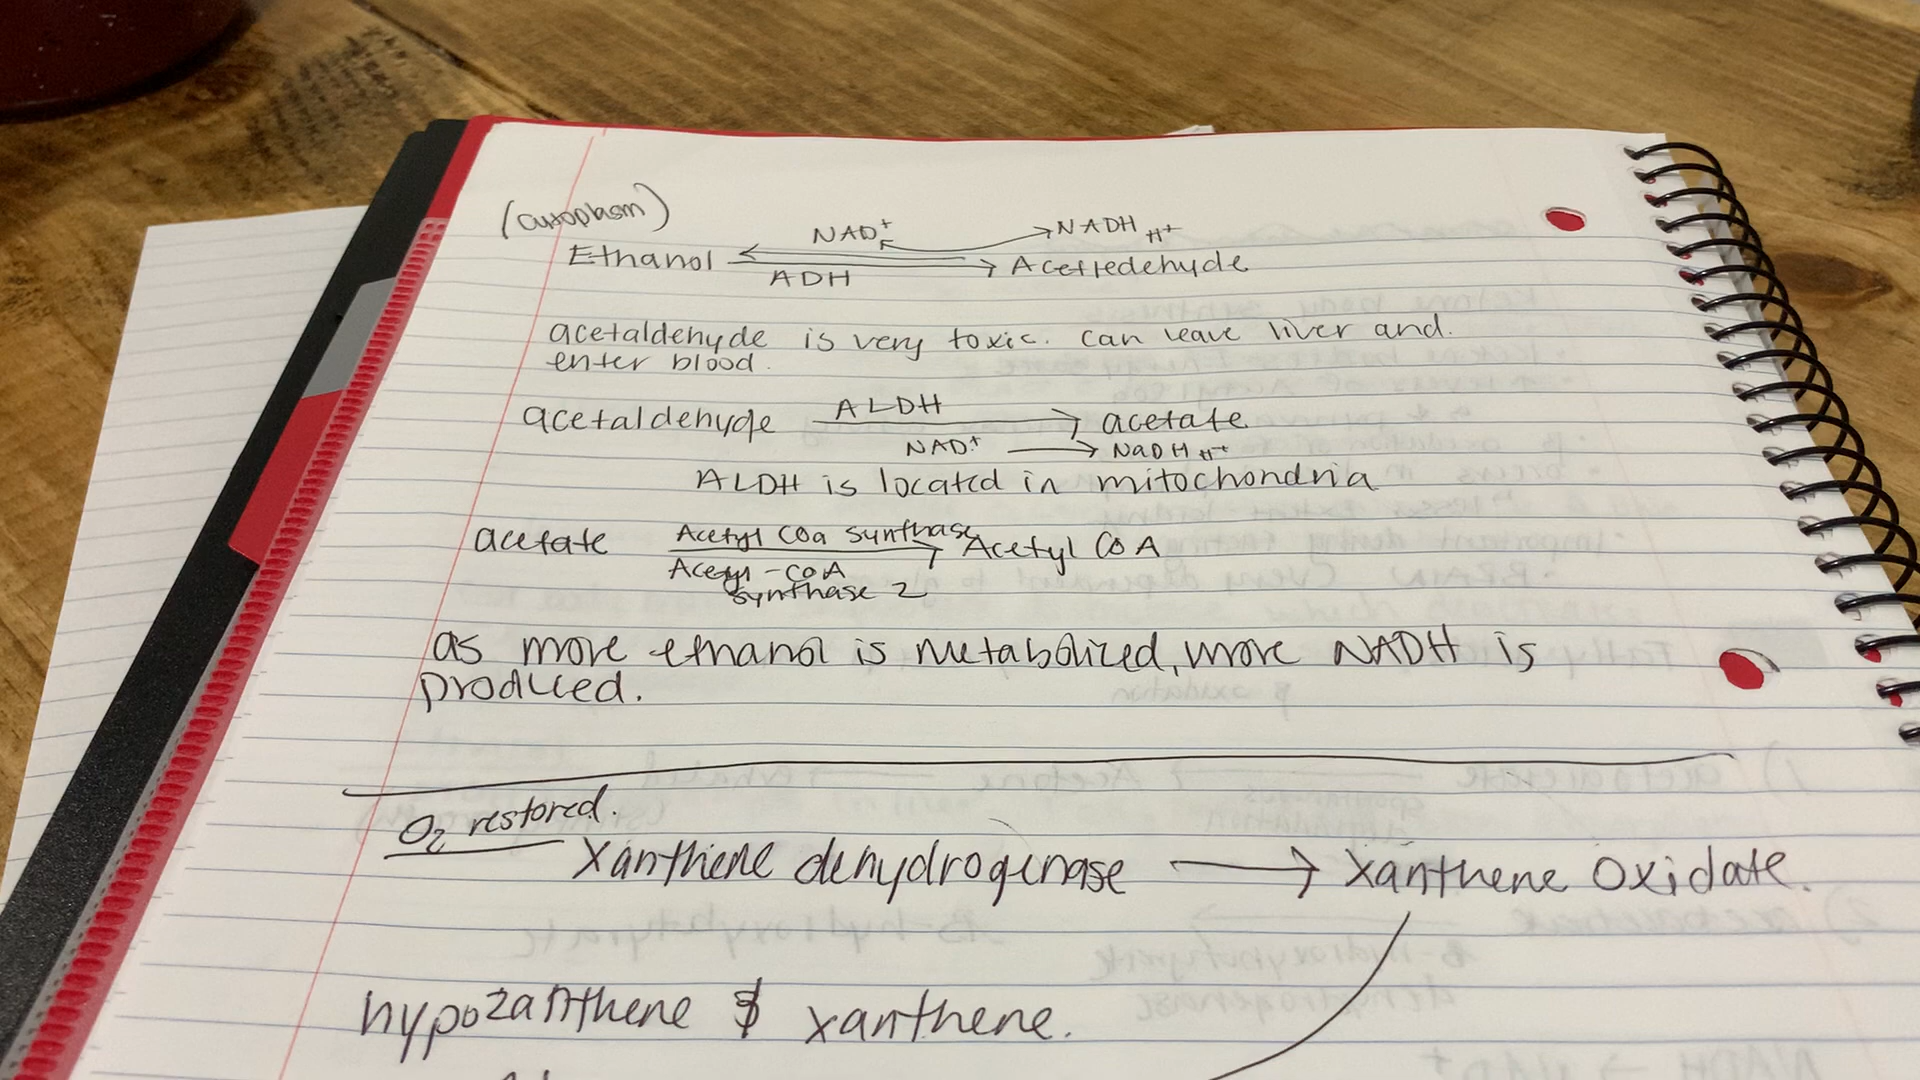 (cytoplasm)
NAD+ NADH H+
Ethanol Acetledehyde
ADH
acetaldehyde is very toxic. can leave liver and.
enter blood.
ALDH
acetaldehyde acetate
NAD+ NaDH H+
ALDH is located in mitochondria
Acetyl COa synthase
acetate Acetyl COA
Acetyl-COA
synthase 2
as more ethanol is metabolized, more NADH is
produced.
O2 restored.
Xanthene dehydrogenase → Xanthene Oxidate.
hypozanthene $ xanthene.